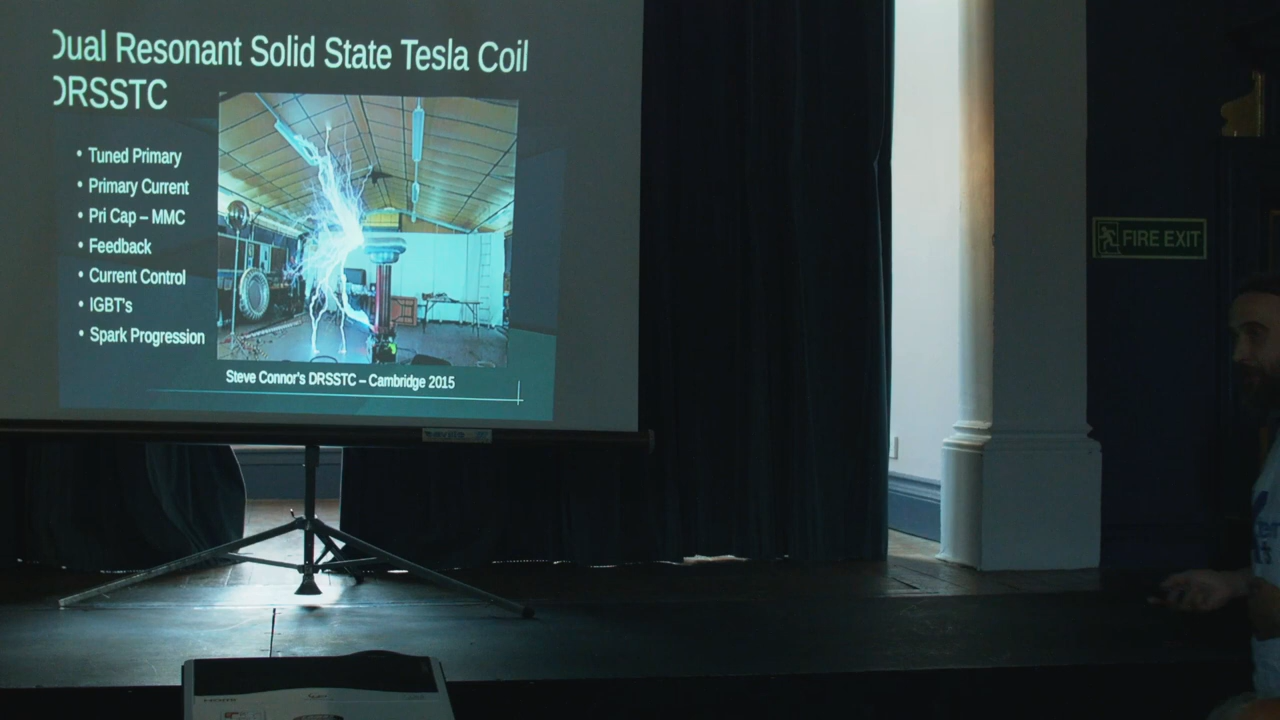 Dual Resonant Solid State Tesla Coil
DRSSTC
• Tuned Primary
• Primary Current
• Pri Cap – MMC
• Feedback
• Current Control
• IGBT's
• Spark Progression
Steve Connor's DRSSTC – Cambridge 2015
FIRE EXIT